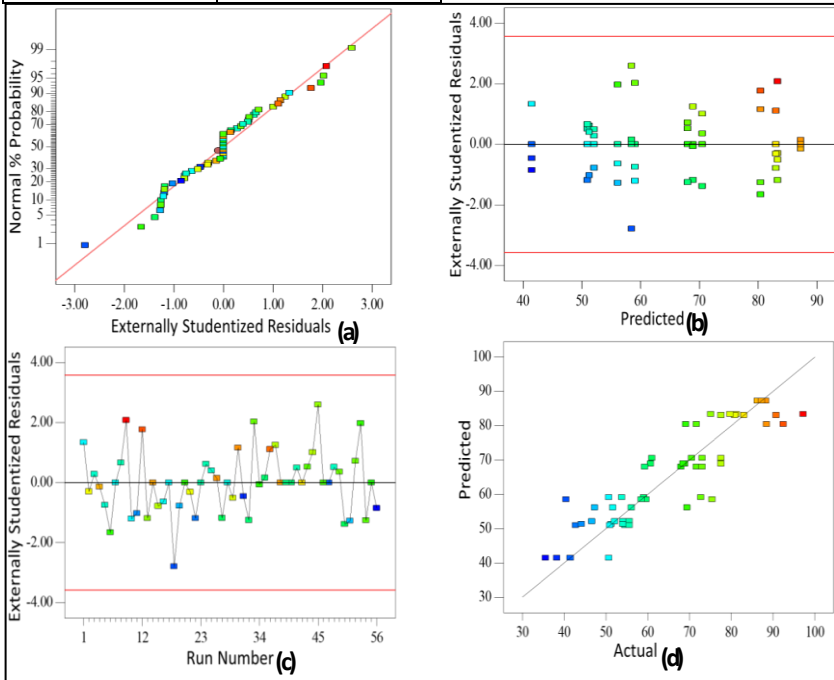 Normal % Probability
99
95
90
80
70
50
30
20
10
5
1
-3.00 -2.00 -1.00 0.00 1.00 2.00 3.00
Externally Studentized Residuals (a)
Externally Studentized Residuals
4.00
2.00
0.00
-2.00
-4.00
40 50 60 70 80 90
Predicted (b)
Externally Studentized Residuals
4.00
2.00
0.00
-2.00
-4.00
1 12 23 34 45 56
Run Number (c)
Predicted
100
90
80
70
60
50
40
30
30 40 50 60 70 80 90 100
Actual (d)